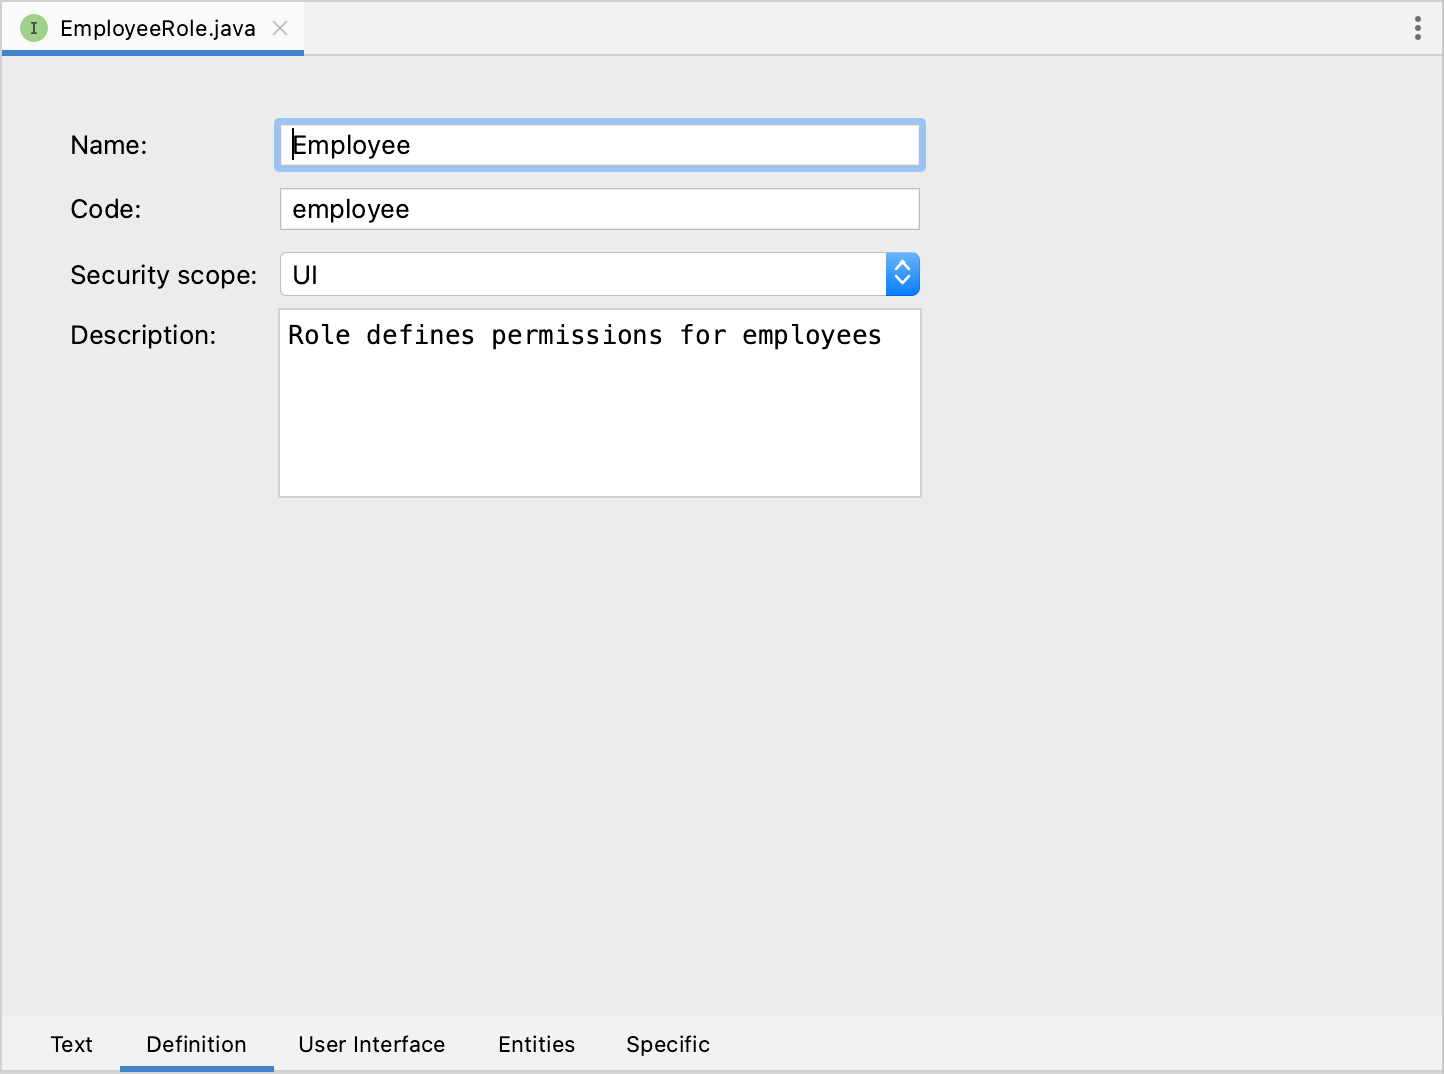 I EmployeeRole.java
Name: Employee
Code: employee
Security scope: UI
Description: Role defines permissions for employees
Text Definition User Interface Entities Specific